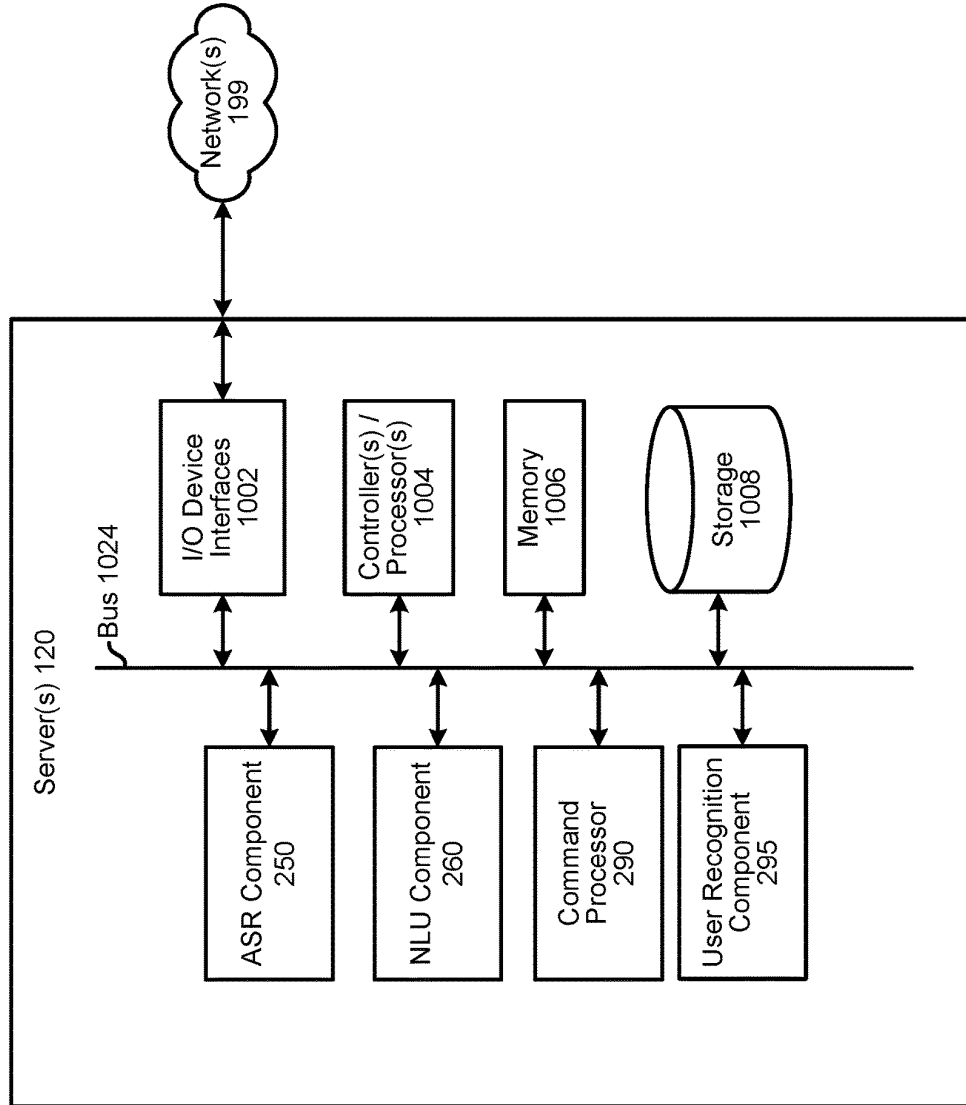 Server(s) 120
Bus 1024
I/O Device
Interfaces
1002
Controller(s) /
Processor(s)
1004
Memory
1006
Storage
1008
ASR Component
250
NLU Component
260
Command
Processor
290
User Recognition
Component
295
Network(s)
199